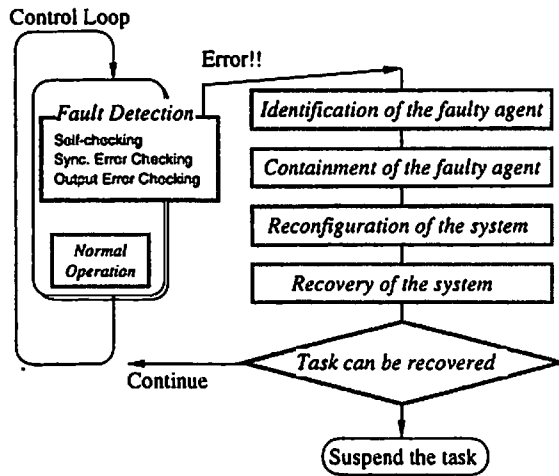 Control Loop
Error!!
Fault Detection
Self-checking
Sync. Error Checking
Output Error Checking
Normal
Operation
Identification of the faulty agent
Containment of the faulty agent
Reconfiguration of the system
Recovery of the system
Task can be recovered
Continue
Suspend the task